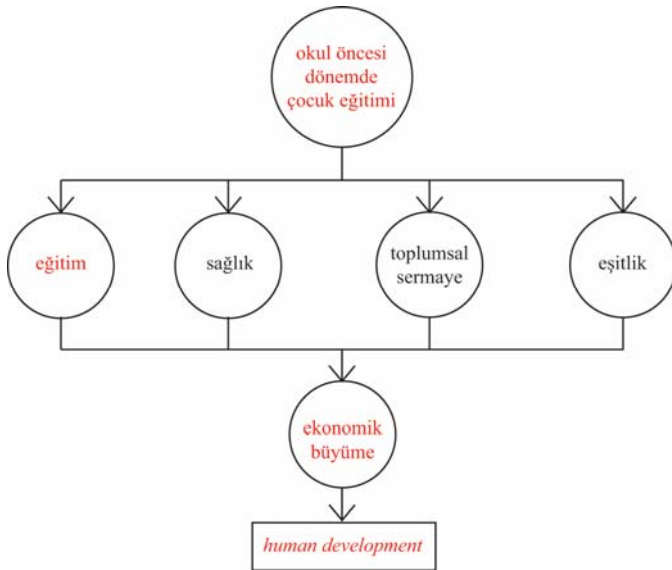 okul öncesi
dönemde
çocuk eğitimi
eğitim
sağlık
toplumsal
sermaye
eşitlik
ekonomik
büyüme
human development